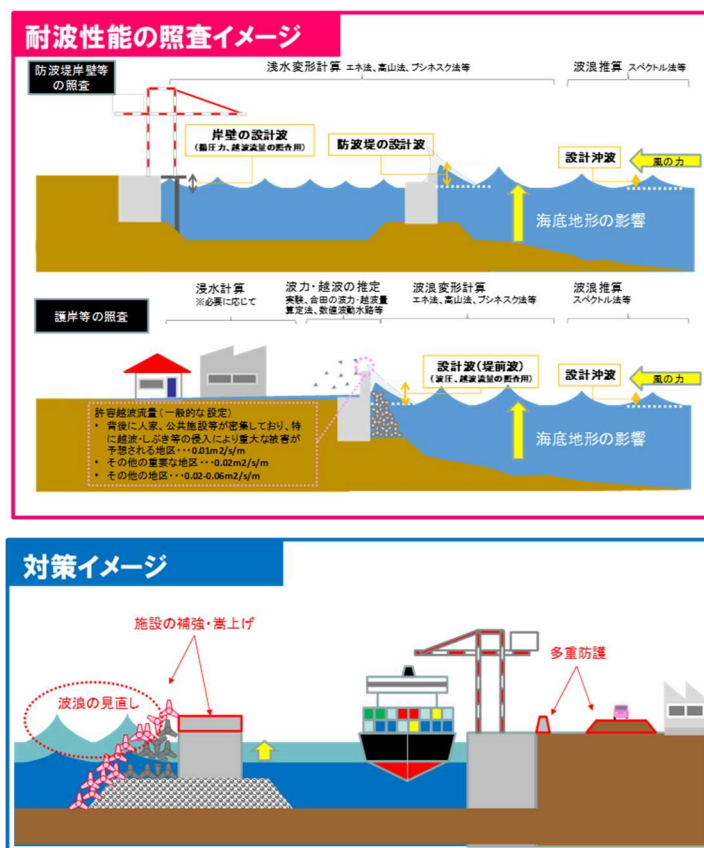 耐波性能の照査イメージ
防波堤岸壁等
の照査
浅水変形計算 エネ法、高山法、ブシネスク法等
波浪推算 スペクトル法等
岸壁の設計波
(揚圧力、越波流量の照査用)
防波堤の設計波
設計沖波
風の力
海底地形の影響
護岸等の照査
浸水計算
※必要に応じて
波力・越波の推定
実験、合田の波力・越波量
算定法、数値波動水路等
波浪変形計算
エネ法、高山法、ブシネスク法等
波浪推算
スペクトル法等
設計波(堤前波)
(波圧、越波流量の照査用)
設計沖波
風の力
海底地形の影響
許容越波流量(一般的な設定)
・ 背後に人家、公共施設等が密集しており、特
に越波・しぶき等の侵入により重大な被害が
予想される地区・・・0.01m2/s/m
・ その他の重要な地区・・・0.02m2/s/m
・ その他の地区・・・0.02-0.06m2/s/m
対策イメージ
施設の補強・嵩上げ
波浪の見直し
多重防護